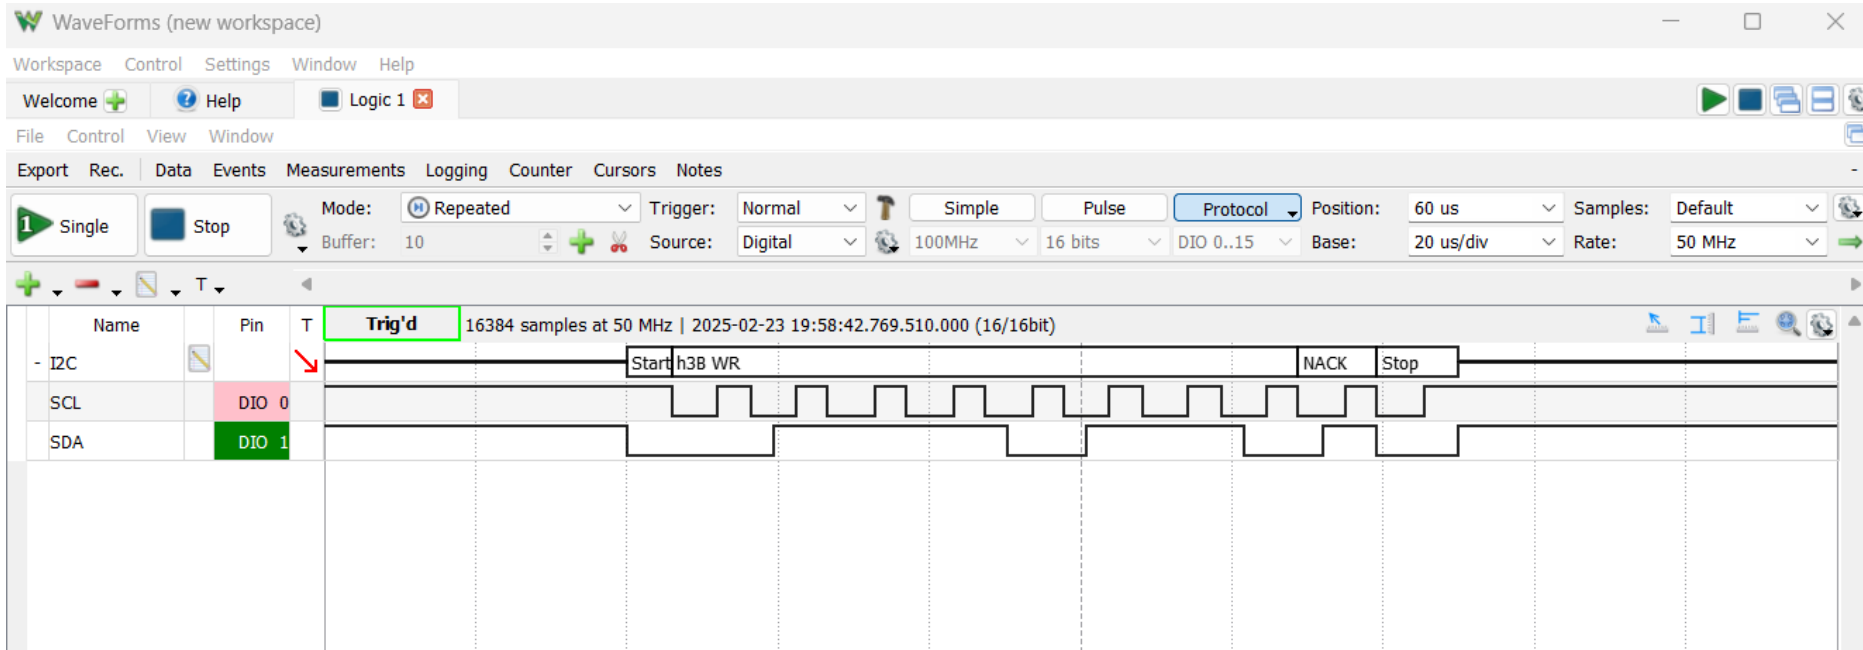 WaveForms (new workspace)
Workspace Control Settings Window Help
Welcome Help Logic 1
File Control View Window
Export Rec. Data Events Measurements Logging Counter Cursors Notes
1 Single Stop Mode: Repeated Trigger: Normal Simple Pulse Protocol Position: 60 us Samples: Default
Buffer: 10 Source: Digital 100MHz 16 bits DIO 0..15 Base: 20 us/div Rate: 50 MHz
T
Name Pin T Trig'd 16384 samples at 50 MHz | 2025-02-23 19:58:42.769.510.000 (16/16bit)
- I2C Start h3B WR NACK Stop
SCL DIO 0
SDA DIO 1